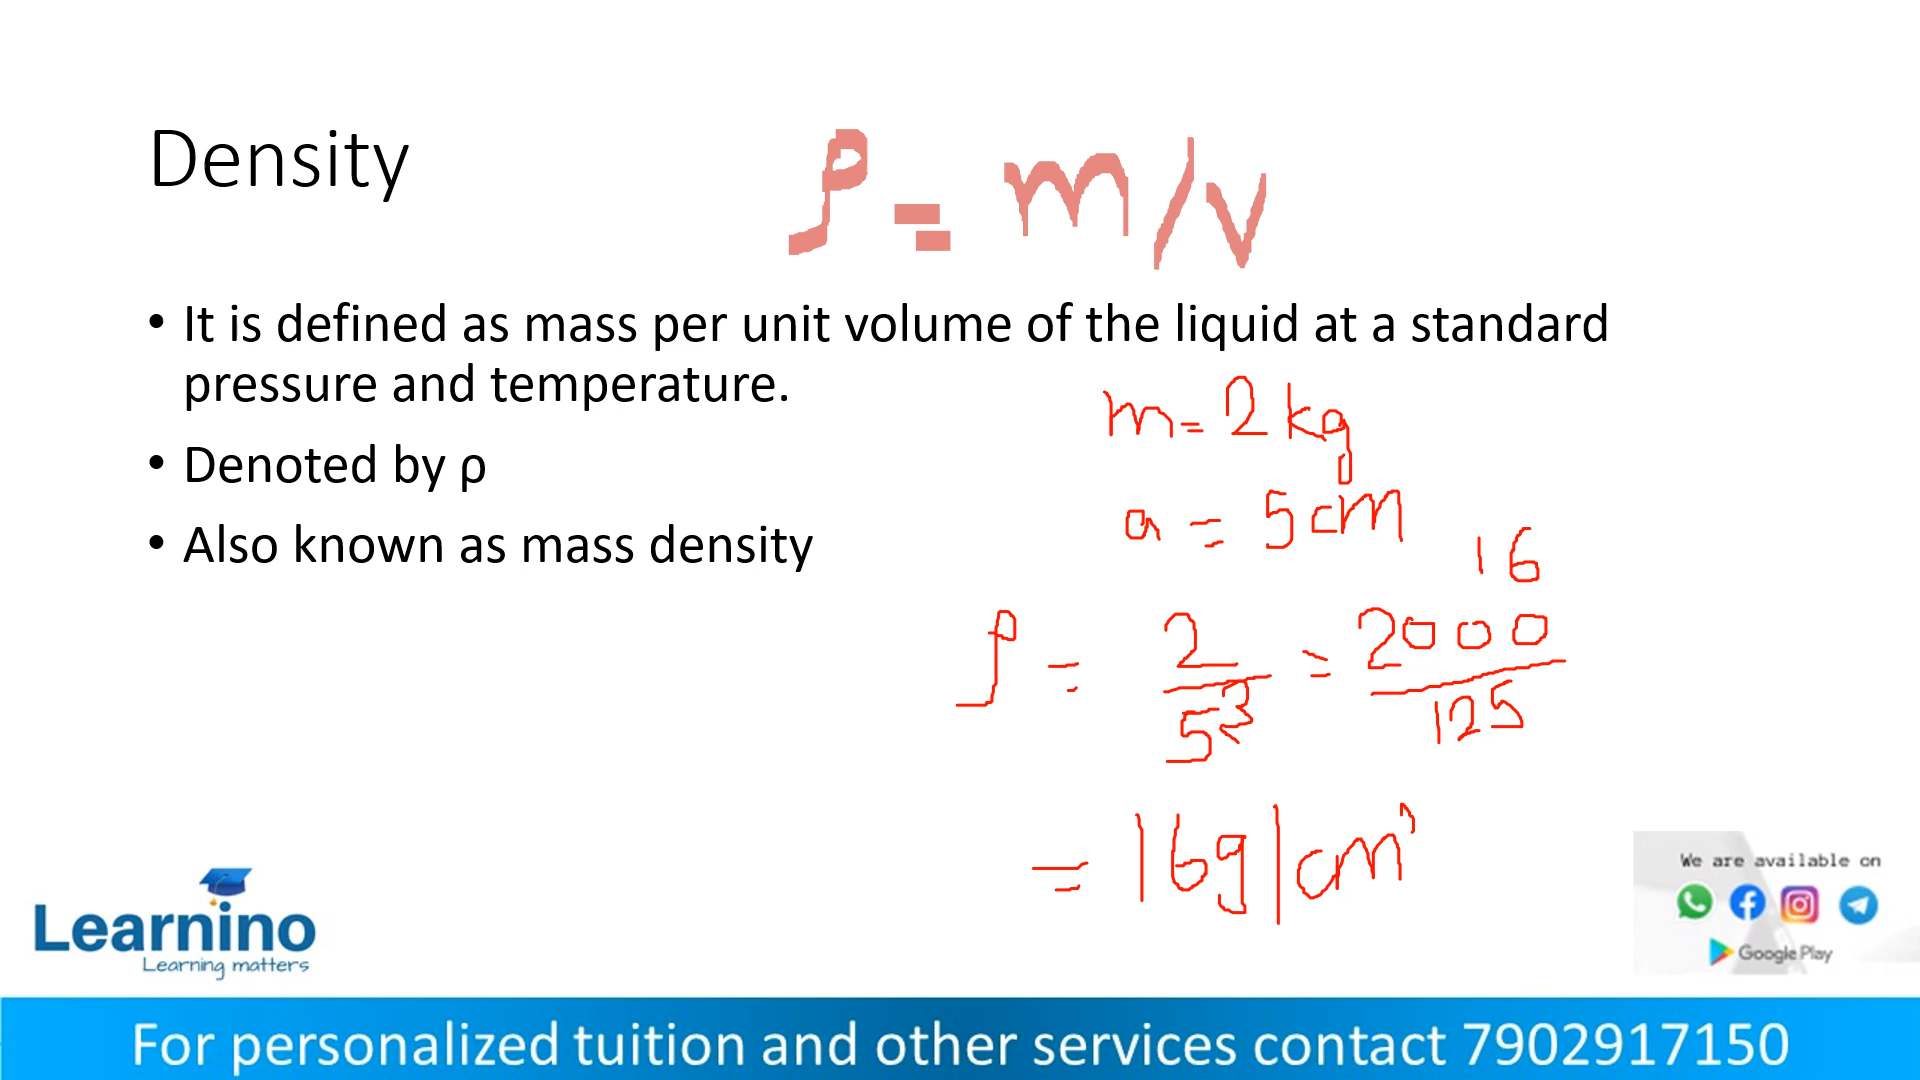 Density
ρ = m/v
• It is defined as mass per unit volume of the liquid at a standard
pressure and temperature.
m = 2 kg
• Denoted by ρ
a = 5 cm
• Also known as mass density
16
ρ = 2/5³ = 2000/125
= 16g|cm³
We are available on
Learnino
Learning matters
Google Play
For personalized tuition and other services contact 7902917150